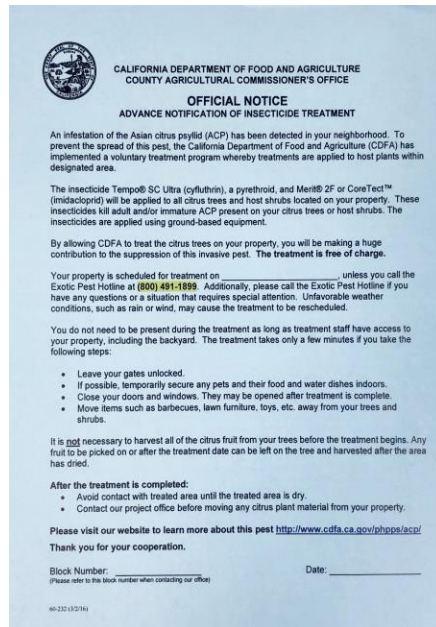 CALIFORNIA DEPARTMENT OF FOOD AND AGRICULTURE
COUNTY AGRICULTURAL COMMISSIONER'S OFFICE
OFFICIAL NOTICE
ADVANCE NOTIFICATION OF INSECTICIDE TREATMENT
An infestation of the Asian citrus psyllid (ACP) has been detected in your neighborhood. To
prevent the spread of this pest, the California Department of Food and Agriculture (CDFA) has
implemented a voluntary treatment program whereby treatments are applied to host plants within
designated area.
The insecticide Tempo® SC Ultra (cyfluthrin), a pyrethroid, and Merit® 2F or CoreTect™
(imidacloprid) will be applied to all citrus trees and host shrubs located on your property. These
insecticides kill adult and/or immature ACP present on your citrus trees or host shrubs. The
insecticides are applied using ground-based equipment.
By allowing CDFA to treat the citrus trees on your property, you will be making a huge
contribution to the suppression of this invasive pest. The treatment is free of charge.
Your property is scheduled for treatment on ____________________, unless you call the
Exotic Pest Hotline at (800) 491-1899. Additionally, please call the Exotic Pest Hotline if you
have any questions or a situation that requires special attention. Unfavorable weather
conditions, such as rain or wind, may cause the treatment to be rescheduled.
You do not need to be present during the treatment as long as treatment staff have access to
your property, including the backyard. The treatment takes only a few minutes if you take the
following steps:
• Leave your gates unlocked.
• If possible, temporarily secure any pets and their food and water dishes indoors.
• Close your doors and windows. They may be opened after treatment is complete.
• Move items such as barbecues, lawn furniture, toys, etc. away from your trees and
shrubs.
It is not necessary to harvest all of the citrus fruit from your trees before the treatment begins. Any
fruit to be picked on or after the treatment date can be left on the tree and harvested after the area
has dried.
After the treatment is completed:
• Avoid contact with treated area until the treated area is dry.
• Contact our project office before moving any citrus plant material from your property.
Please visit our website to learn more about this pest http://www.cdfa.ca.gov/phpps/acp/
Thank you for your cooperation.
Block Number: ______________ Date: ______________
(Please refer to this block number when contacting our office)
60-232 (3/2/16)